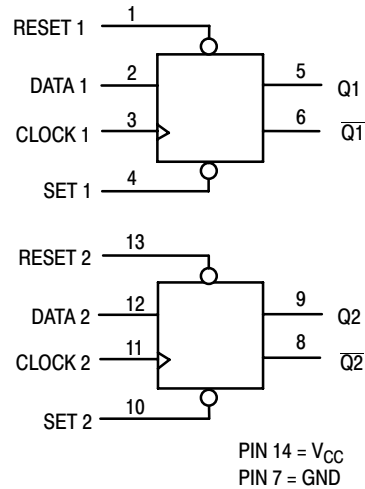 RESET 1 1
DATA 1 2 5 Q1
CLOCK 1 3 6 Q1̅
SET 1 4
RESET 2 13
DATA 2 12 9 Q2
CLOCK 2 11 8 Q2̅
SET 2 10
PIN 14 = VCC
PIN 7 = GND